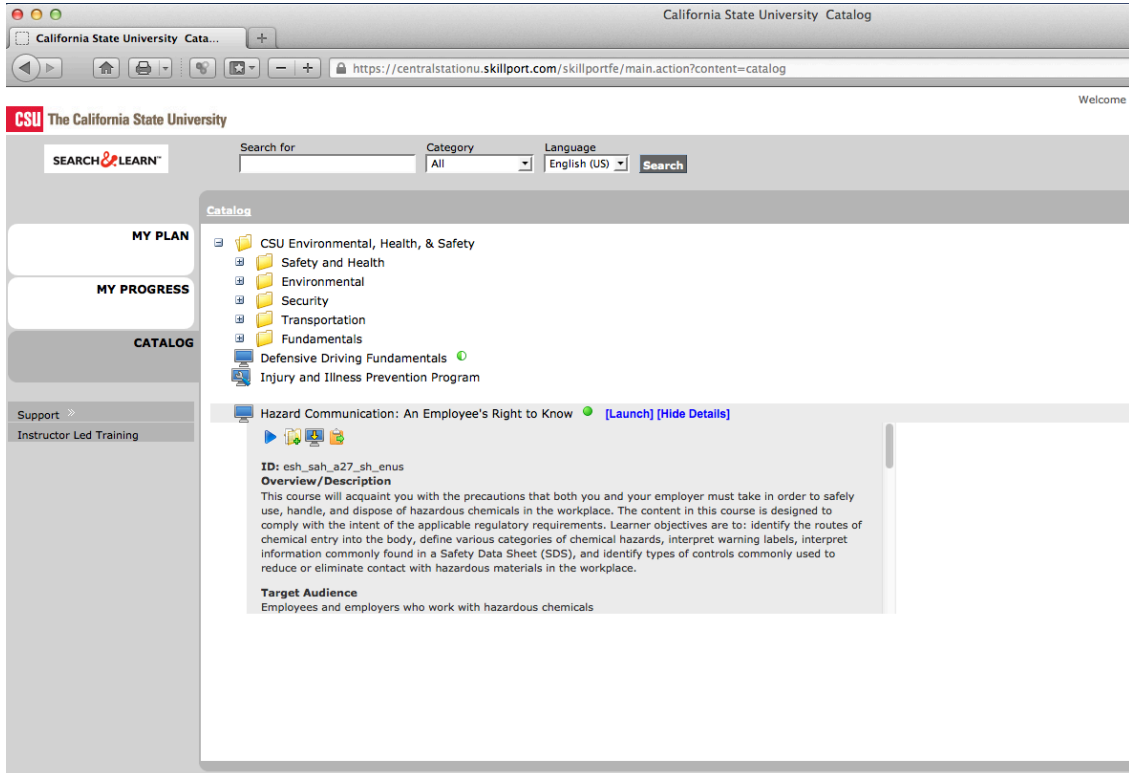 California State University Catalog
California State University Cata...
https://centralstationu.skillport.com/skillportfe/main.action?content=catalog
Welcome
CSU The California State University
SEARCH & LEARN™
Search for
Category
Language
All
English (US)
Search
Catalog
MY PLAN
MY PROGRESS
CATALOG
Support »
Instructor Led Training
CSU Environmental, Health, & Safety
Safety and Health
Environmental
Security
Transportation
Fundamentals
Defensive Driving Fundamentals
Injury and Illness Prevention Program
Hazard Communication: An Employee's Right to Know [Launch] [Hide Details]
ID: esh_sah_a27_sh_enus
Overview/Description
This course will acquaint you with the precautions that both you and your employer must take in order to safely
use, handle, and dispose of hazardous chemicals in the workplace. The content in this course is designed to
comply with the intent of the applicable regulatory requirements. Learner objectives are to: identify the routes of
chemical entry into the body, define various categories of chemical hazards, interpret warning labels, interpret
information commonly found in a Safety Data Sheet (SDS), and identify types of controls commonly used to
reduce or eliminate contact with hazardous materials in the workplace.
Target Audience
Employees and employers who work with hazardous chemicals